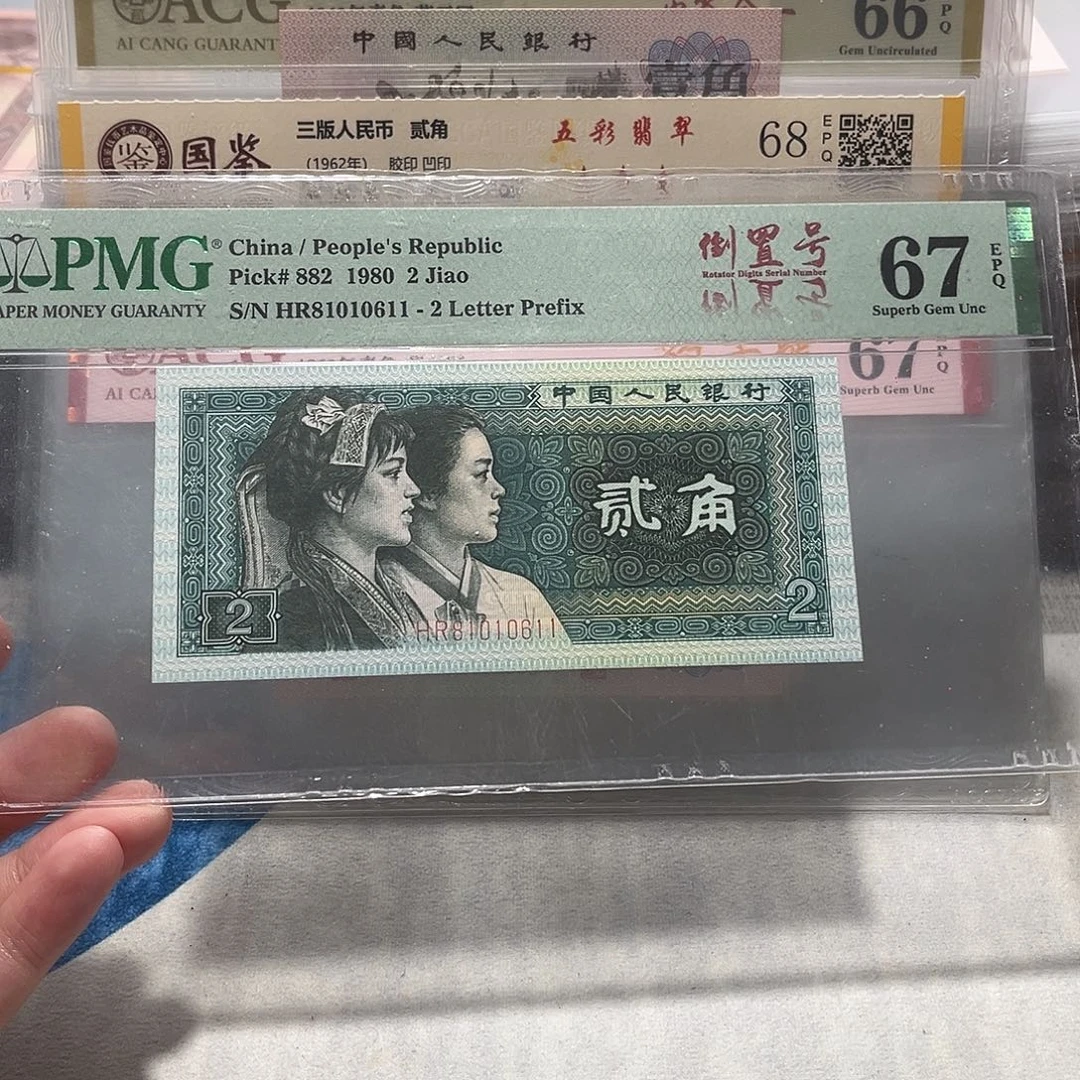 ACG
AI CANG GUARANT
66 EPQ
Gem Uncirculated
中國人民銀行
壹角
国鉴
三版人民币 贰角
(1962年) 胶印 凹印
五彩翡翠
68 EPQ
PMG®
PAPER MONEY GUARANTY
China / People's Republic
Pick# 882 1980 2 Jiao
S/N HR81010611 - 2 Letter Prefix
倒置号
Rotator Digits Serial Number
67 EPQ
Superb Gem Unc
ACG
AI CA
67
Superb Gem Unc
中国人民银行
贰角
2
2
HR81010611